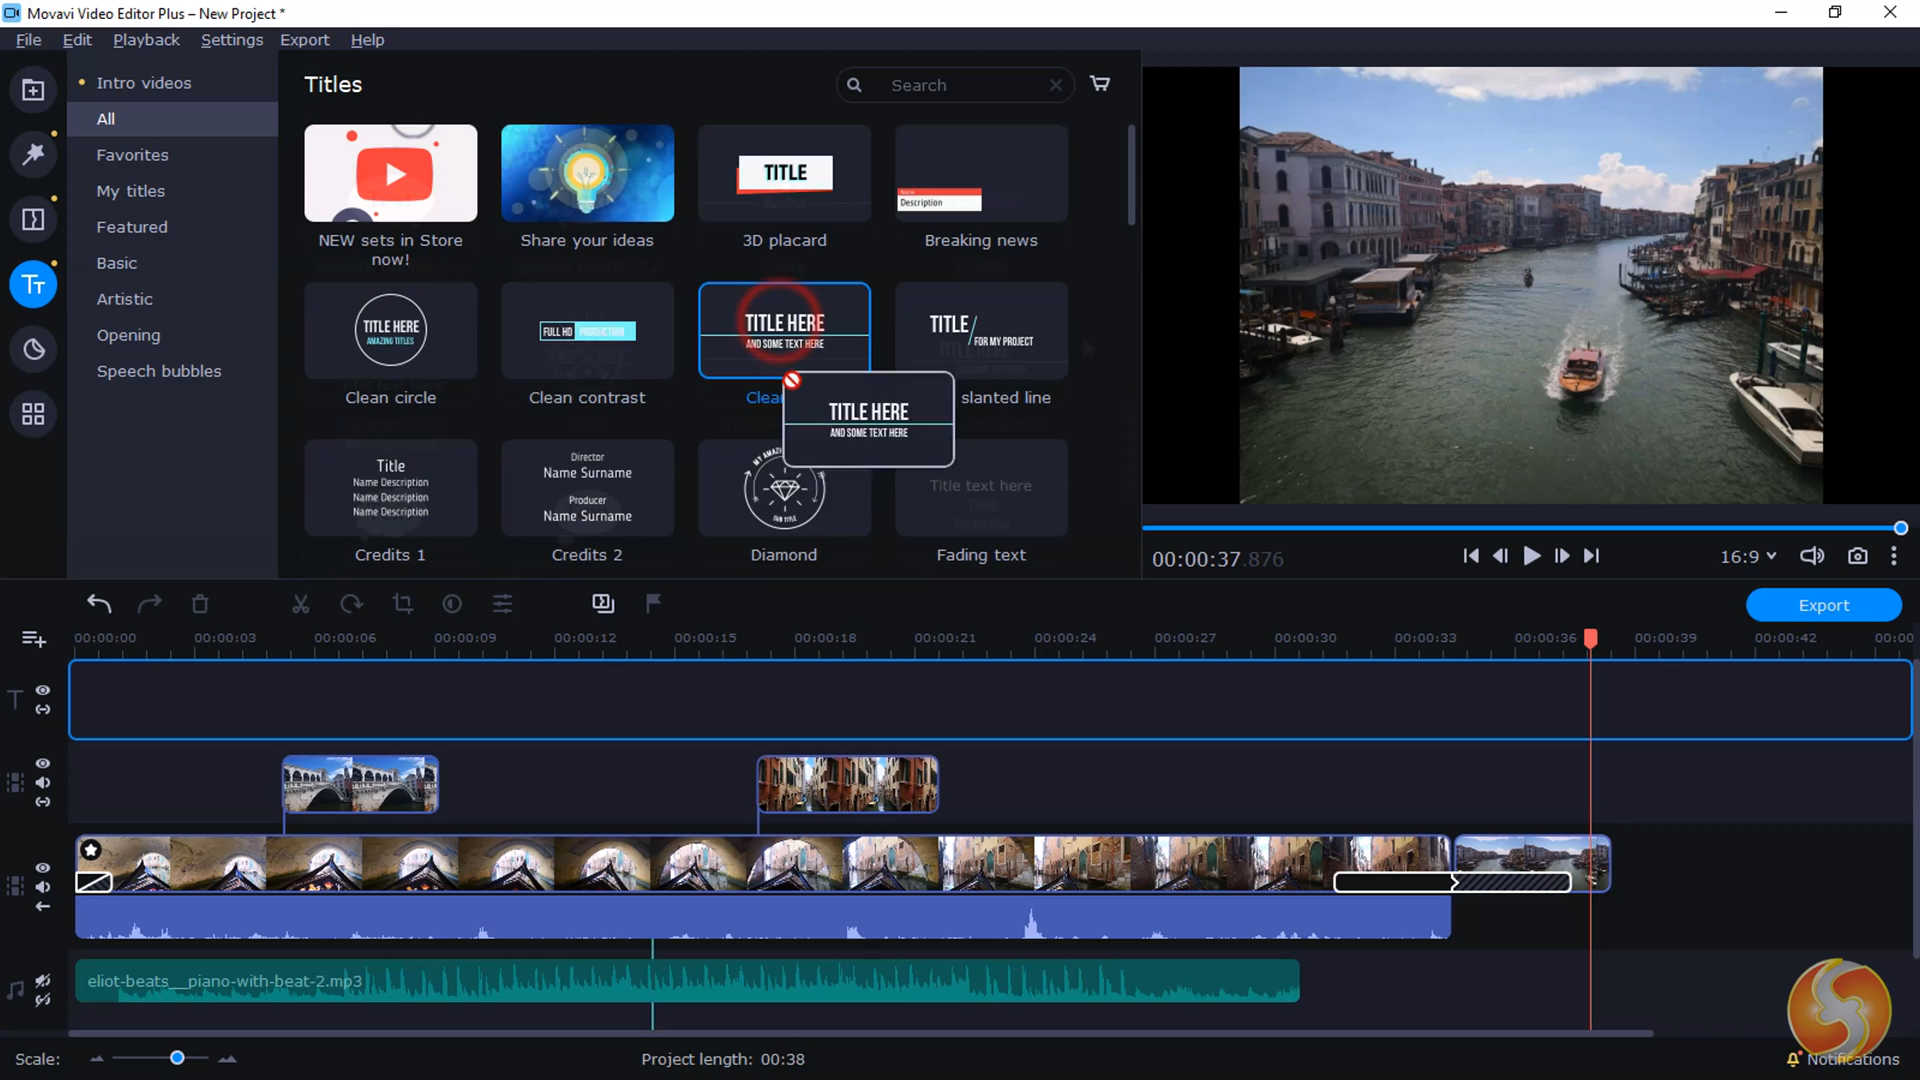 Movavi Video Editor Plus – New Project *
File Edit Playback Settings Export Help
Intro videos
All
Favorites
My titles
Featured
Basic
Artistic
Opening
Speech bubbles
Titles
Search
NEW sets in Store
now!
Share your ideas
TITLE
3D placard
Name
Description
Breaking news
TITLE HERE
AMAZING TITLES
Clean circle
FULL HD PRODUCTION
Clean contrast
TITLE HERE
AND SOME TEXT HERE
TITLE
FOR MY PROJECT
slanted line
TITLE HERE
AND SOME TEXT HERE
Title
Name Description
Name Description
Name Description
Credits 1
Director
Name Surname
Producer
Name Surname
Credits 2
SUB TITLE
Diamond
Title text here
Fading text
00:00:37.876
16:9
Export
00:00:00 00:00:03 00:00:06 00:00:09 00:00:12 00:00:15 00:00:18 00:00:21 00:00:24 00:00:27 00:00:30 00:00:33 00:00:36 00:00:39 00:00:42
eliot-beats__piano-with-beat-2.mp3
Scale:
Project length: 00:38
Notifications